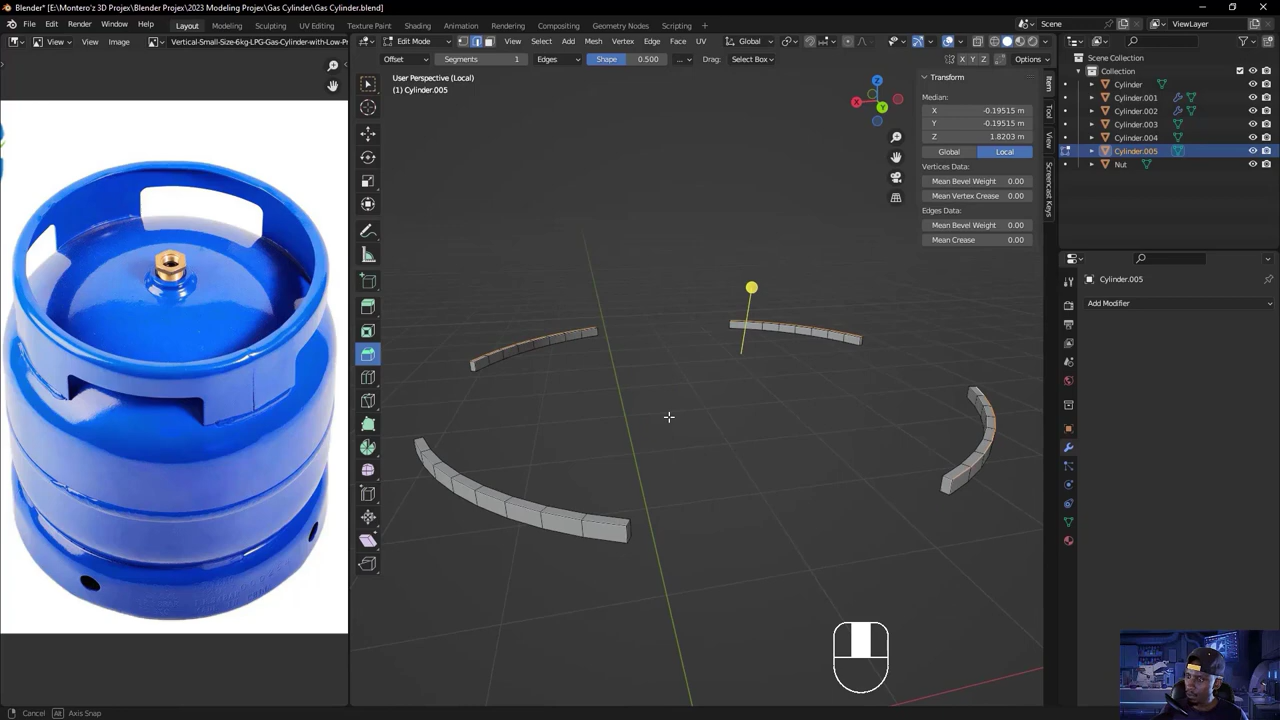 Blender* [E:\Montero'z 3D Projex\Blender Projex\2023 Modeling Projex\Gas Cylinder\Gas Cylinder.blend]
File Edit Render Window Help Layout Modeling Sculpting UV Editing Texture Paint Shading Animation Rendering Compositing Geometry Nodes Scripting + Scene ViewLayer
View View Image Vertical-Small-Size-6kg-LPG-Gas-Cylinder-with-Low-Pr Edit Mode View Select Add Mesh Vertex Edge Face UV Global
Offset Segments 1 Edges Shape 0.500 ... Drag: Select Box X Y Z Options
Scene Collection
Collection
Cylinder
Cylinder.001
Cylinder.002
Cylinder.003
Cylinder.004
Cylinder.005
Nut
User Perspective (Local)
(1) Cylinder.005
Z
X
Y
Transform
Median:
X -0.19515 m
Y -0.19515 m
Z 1.8203 m
Global Local
Vertices Data:
Mean Bevel Weight 0.00
Mean Vertex Crease 0.00
Edges Data:
Mean Bevel Weight 0.00
Mean Crease 0.00
Item
Tool
View
Screencast Keys
Cylinder.005
Add Modifier
Cancel Alt Axis Snap